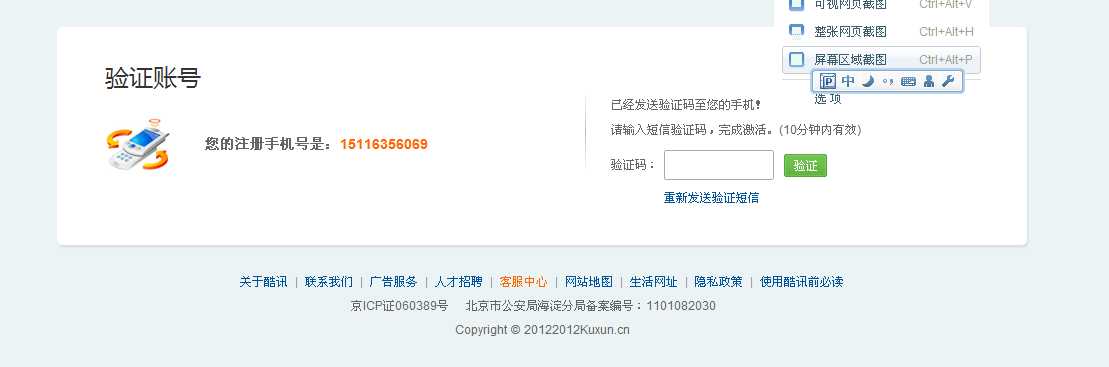 可视网页截图 Ctrl+Alt+V
整张网页截图 Ctrl+Alt+H
屏幕区域截图 Ctrl+Alt+P
中
选 项
验证账号
您的注册手机号是：15116356069
已经发送验证码至您的手机！
请输入短信验证码，完成激活。(10分钟内有效)
验证码： 验证
重新发送验证短信
关于酷讯 | 联系我们 | 广告服务 | 人才招聘 | 客服中心 | 网站地图 | 生活网址 | 隐私政策 | 使用酷讯前必读
京ICP证060389号 北京市公安局海淀分局备案编号：1101082030
Copyright © 20122012Kuxun.cn